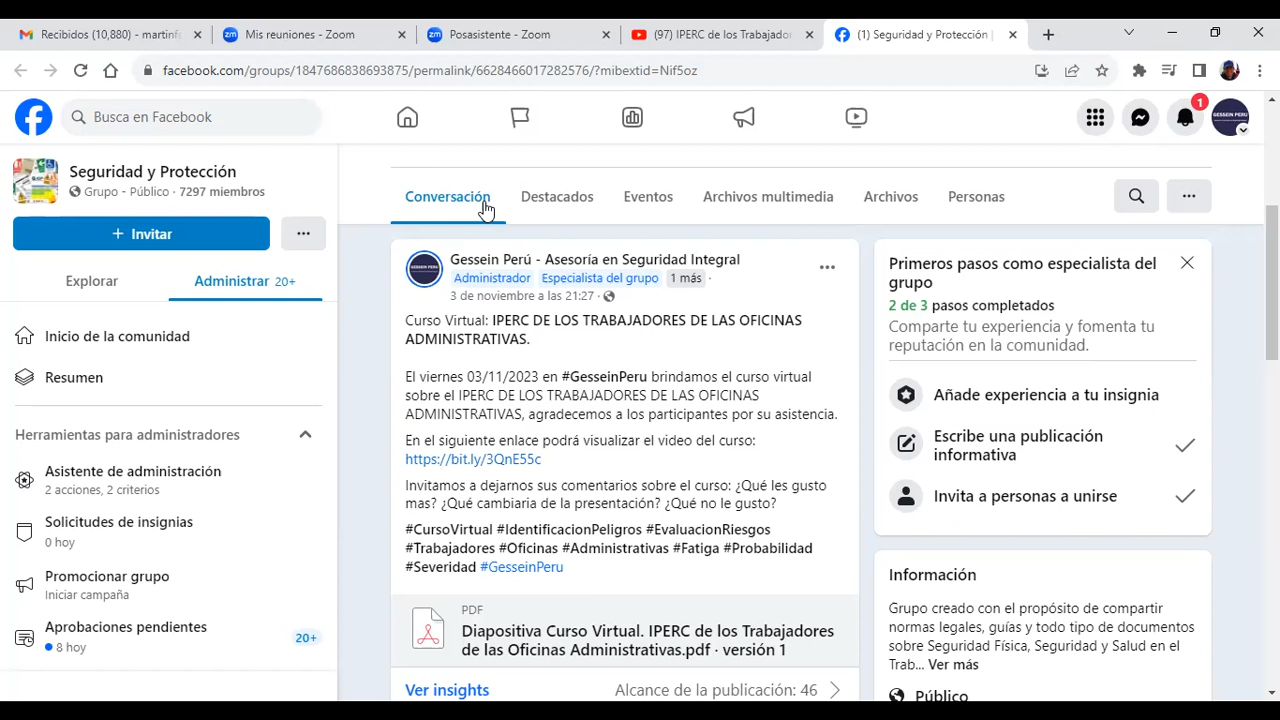 Recibidos (10,880) - martinf
Mis reuniones - Zoom
Posasistente - Zoom
(97) IPERC de los Trabajador
(1) Seguridad y Protección |
facebook.com/groups/1847686838693875/permalink/6628466017282576/?mibextid=Nif5oz
Busca en Facebook
1
GESSEIN PERU
Seguridad y Protección
Grupo - Público · 7297 miembros
+ Invitar
Explorar
Administrar 20+
Inicio de la comunidad
Resumen
Herramientas para administradores
Asistente de administración
2 acciones, 2 criterios
Solicitudes de insignias
0 hoy
Promocionar grupo
Iniciar campaña
Aprobaciones pendientes
8 hoy
20+
Conversación
Destacados
Eventos
Archivos multimedia
Archivos
Personas
GESSEIN PERU
Gessein Perú - Asesoría en Seguridad Integral
Administrador Especialista del grupo 1 más ·
3 de noviembre a las 21:27 ·
Curso Virtual: IPERC DE LOS TRABAJADORES DE LAS OFICINAS
ADMINISTRATIVAS.
El viernes 03/11/2023 en #GesseinPeru brindamos el curso virtual
sobre el IPERC DE LOS TRABAJADORES DE LAS OFICINAS
ADMINISTRATIVAS, agradecemos a los participantes por su asistencia.
En el siguiente enlace podrá visualizar el video del curso:
https://bit.ly/3QnE55c
Invitamos a dejarnos sus comentarios sobre el curso: ¿Qué les gusto
mas? ¿Qué cambiaria de la presentación? ¿Qué no le gusto?
#CursoVirtual #IdentificacionPeligros #EvaluacionRiesgos
#Trabajadores #Oficinas #Administrativas #Fatiga #Probabilidad
#Severidad #GesseinPeru
PDF
Diapositiva Curso Virtual. IPERC de los Trabajadores
de las Oficinas Administrativas.pdf · versión 1
Ver insights
Alcance de la publicación: 46
Primeros pasos como especialista del
grupo
2 de 3 pasos completados
Comparte tu experiencia y fomenta tu
reputación en la comunidad.
Añade experiencia a tu insignia
Escribe una publicación
informativa
Invita a personas a unirse
Información
Grupo creado con el propósito de compartir
normas legales, guías y todo tipo de documentos
sobre Seguridad Física, Seguridad y Salud en el
Trab... Ver más
Público